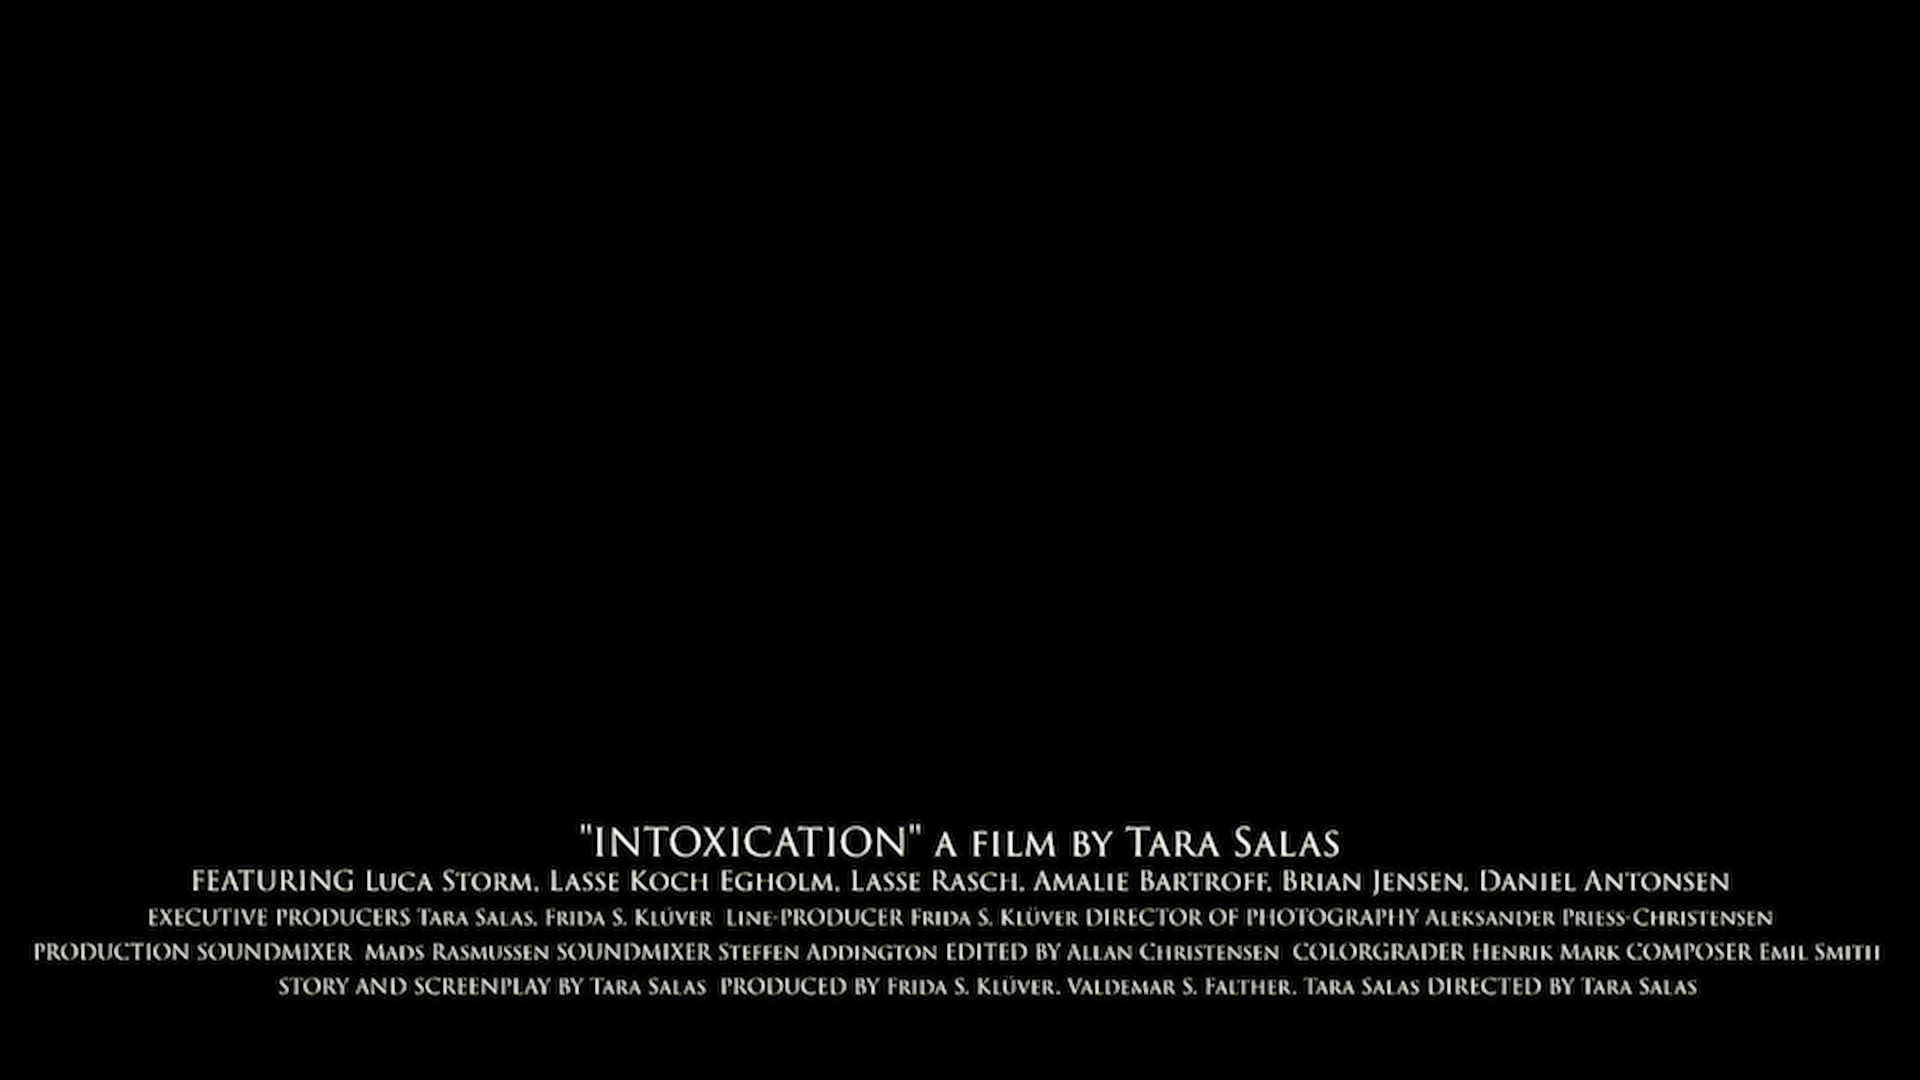 "INTOXICATION" A FILM BY TARA SALAS
FEATURING LUCA STORM, LASSE KOCH EGHOLM, LASSE RASCH, AMALIE BARTROFF, BRIAN JENSEN, DANIEL ANTONSEN
EXECUTIVE PRODUCERS TARA SALAS, FRIDA S. KLÜVER LINE-PRODUCER FRIDA S. KLÜVER DIRECTOR OF PHOTOGRAPHY ALEKSANDER PRIESS-CHRISTENSEN
PRODUCTION SOUNDMIXER MADS RASMUSSEN SOUNDMIXER STEFFEN ADDINGTON EDITED BY ALLAN CHRISTENSEN COLORGRADER HENRIK MARK COMPOSER EMIL SMITH
STORY AND SCREENPLAY BY TARA SALAS PRODUCED BY FRIDA S. KLÜVER, VALDEMAR S. FALTHER, TARA SALAS DIRECTED BY TARA SALAS